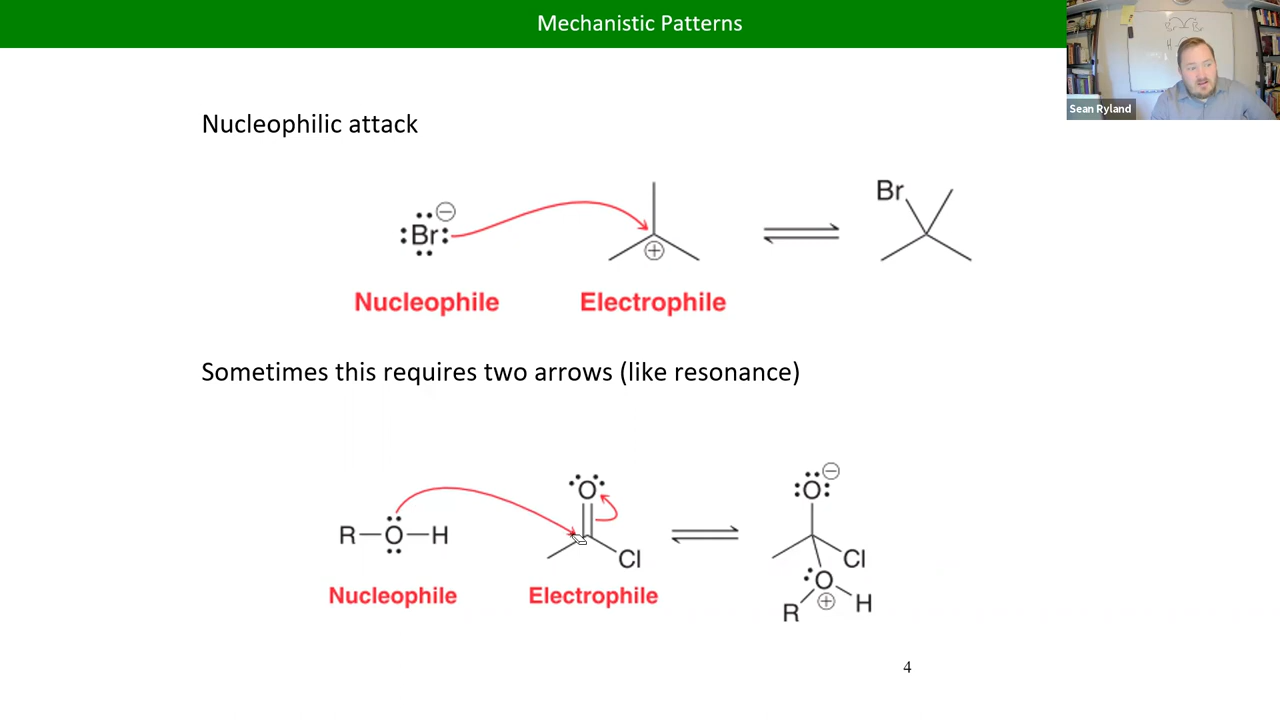 Mechanistic Patterns
Sean Ryland
Nucleophilic attack
Br
Br
Nucleophile Electrophile
Sometimes this requires two arrows (like resonance)
O O
R O H
Cl Cl
O
R H
Nucleophile Electrophile
4